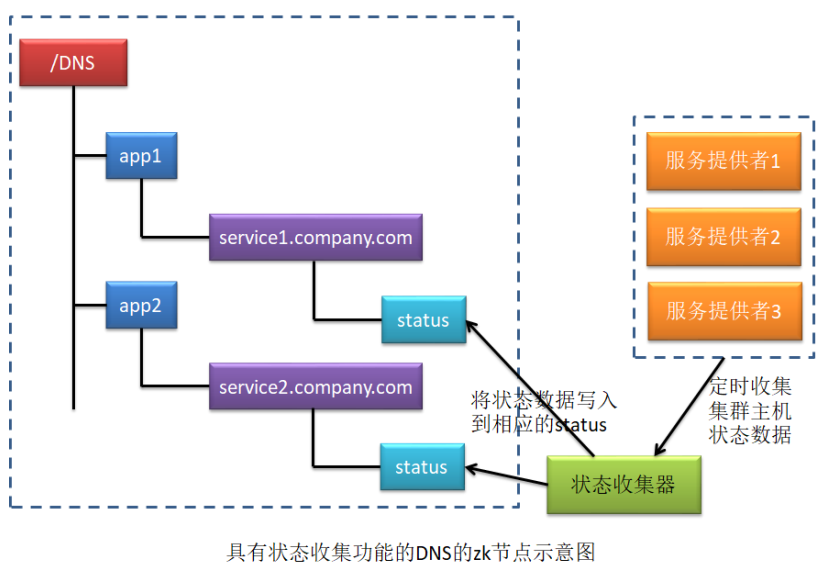 /DNS
app1
service1.company.com
status
app2
service2.company.com
status
服务提供者1
服务提供者2
服务提供者3
定时收集
集群主机
状态数据
将状态数据写入
到相应的status
状态收集器
具有状态收集功能的DNS的zk节点示意图